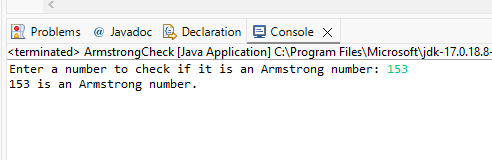 Problems @ Javadoc Declaration Console
<terminated> ArmstrongCheck [Java Application] C:\Program Files\Microsoft\jdk-17.0.18.8-
Enter a number to check if it is an Armstrong number: 153
153 is an Armstrong number.